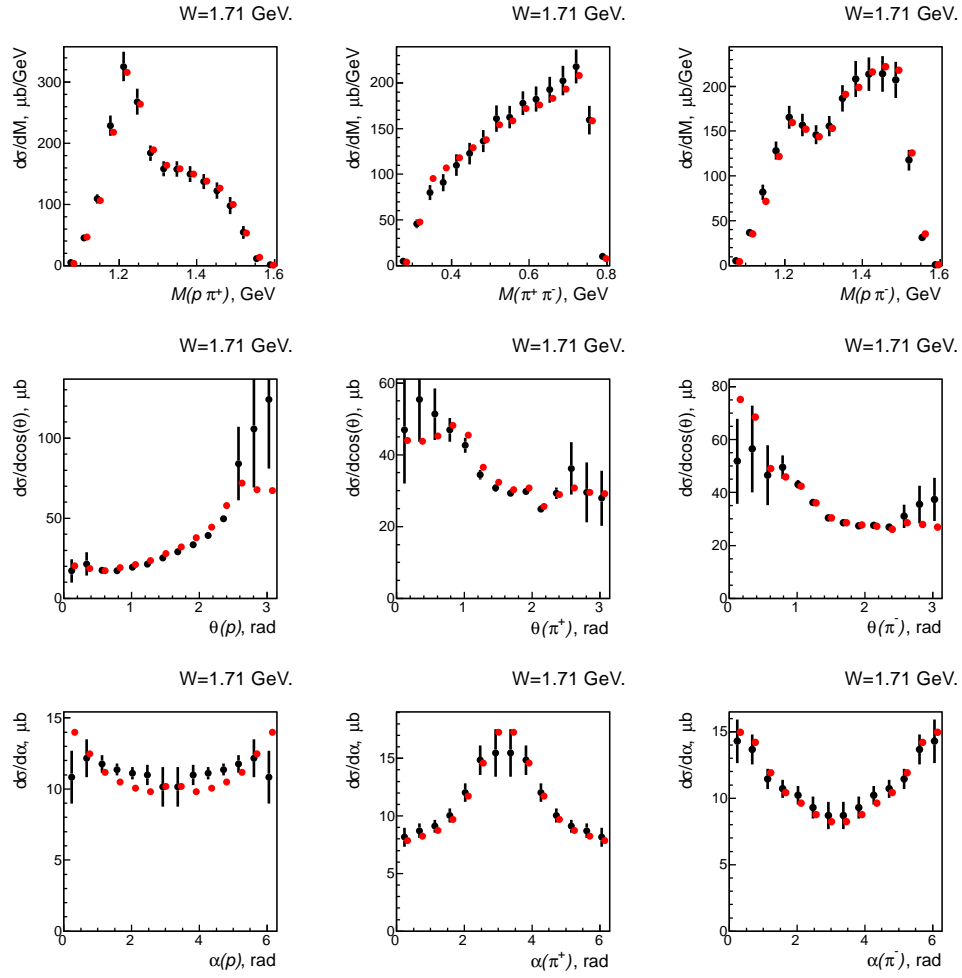 W=1.71 GeV. W=1.71 GeV. W=1.71 GeV.
dσ/dM, μb/GeV
300
200
100
0
1.2 1.4 1.6
M(p π⁺), GeV
dσ/dM, μb/GeV
200
150
100
50
0
0.4 0.6 0.8
M(π⁺ π⁻), GeV
dσ/dM, μb/GeV
200
150
100
50
0
1.2 1.4 1.6
M(p π⁻), GeV
W=1.71 GeV. W=1.71 GeV. W=1.71 GeV.
dσ/dcos(θ), μb
100
50
0
0 1 2 3
θ(p), rad
dσ/dcos(θ), μb
60
40
20
0
0 1 2 3
θ(π⁺), rad
dσ/dcos(θ), μb
80
60
40
20
0
0 1 2 3
θ(π⁻), rad
W=1.71 GeV. W=1.71 GeV. W=1.71 GeV.
dσ/dα, μb
15
10
5
0
0 2 4 6
α(p), rad
dσ/dα, μb
15
10
5
0
0 2 4 6
α(π⁺), rad
dσ/dα, μb
15
10
5
0
0 2 4 6
α(π⁻), rad